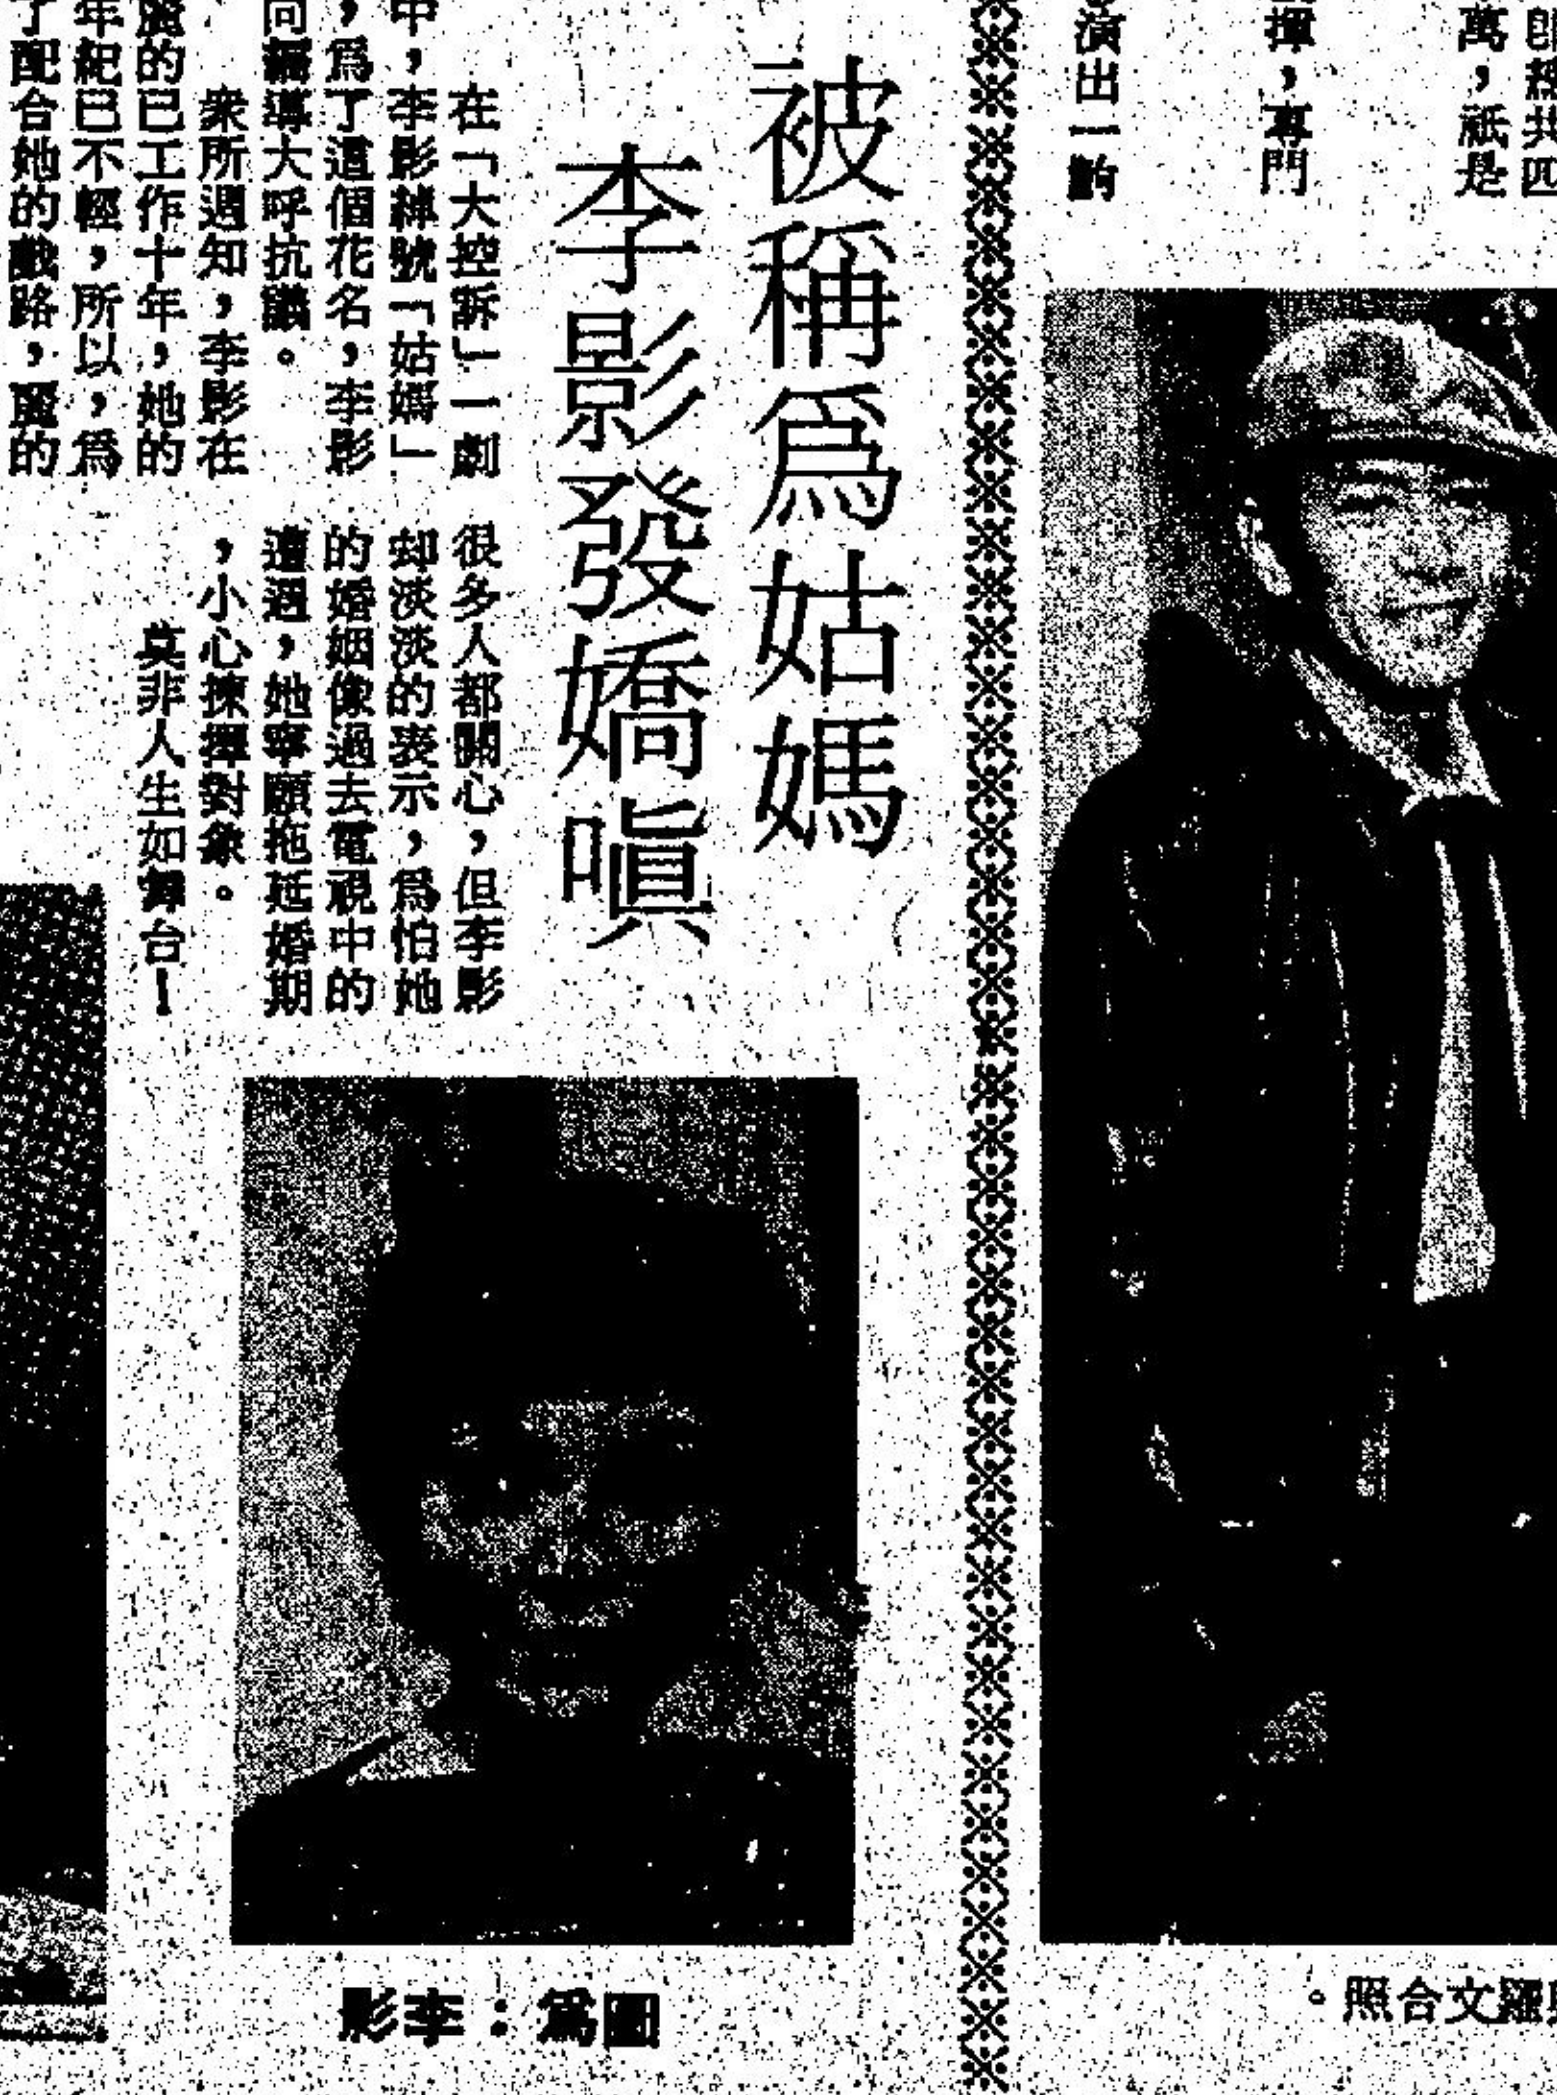 卽熱共四
萬，祇是
揮，專門
演出一齣
被稱爲姑媽
李影發嬌嗔
在「大控訴」一劇
中，李影綽號「姑媽」
，爲了這個花名，李影
向編導大呼抗議。
衆所週知，李影在
麗的已工作十年，她的
年紀已不輕，所以，爲
了配合她的戲路，麗的
很多人都關心，但李影
却淡淡的表示，爲怕她
的婚姻像過去電視中的
遭遇，她寧願拖延婚期
，小心揀擇對象。
莫非人生如舞台！
影李：爲圖
。照合文羅